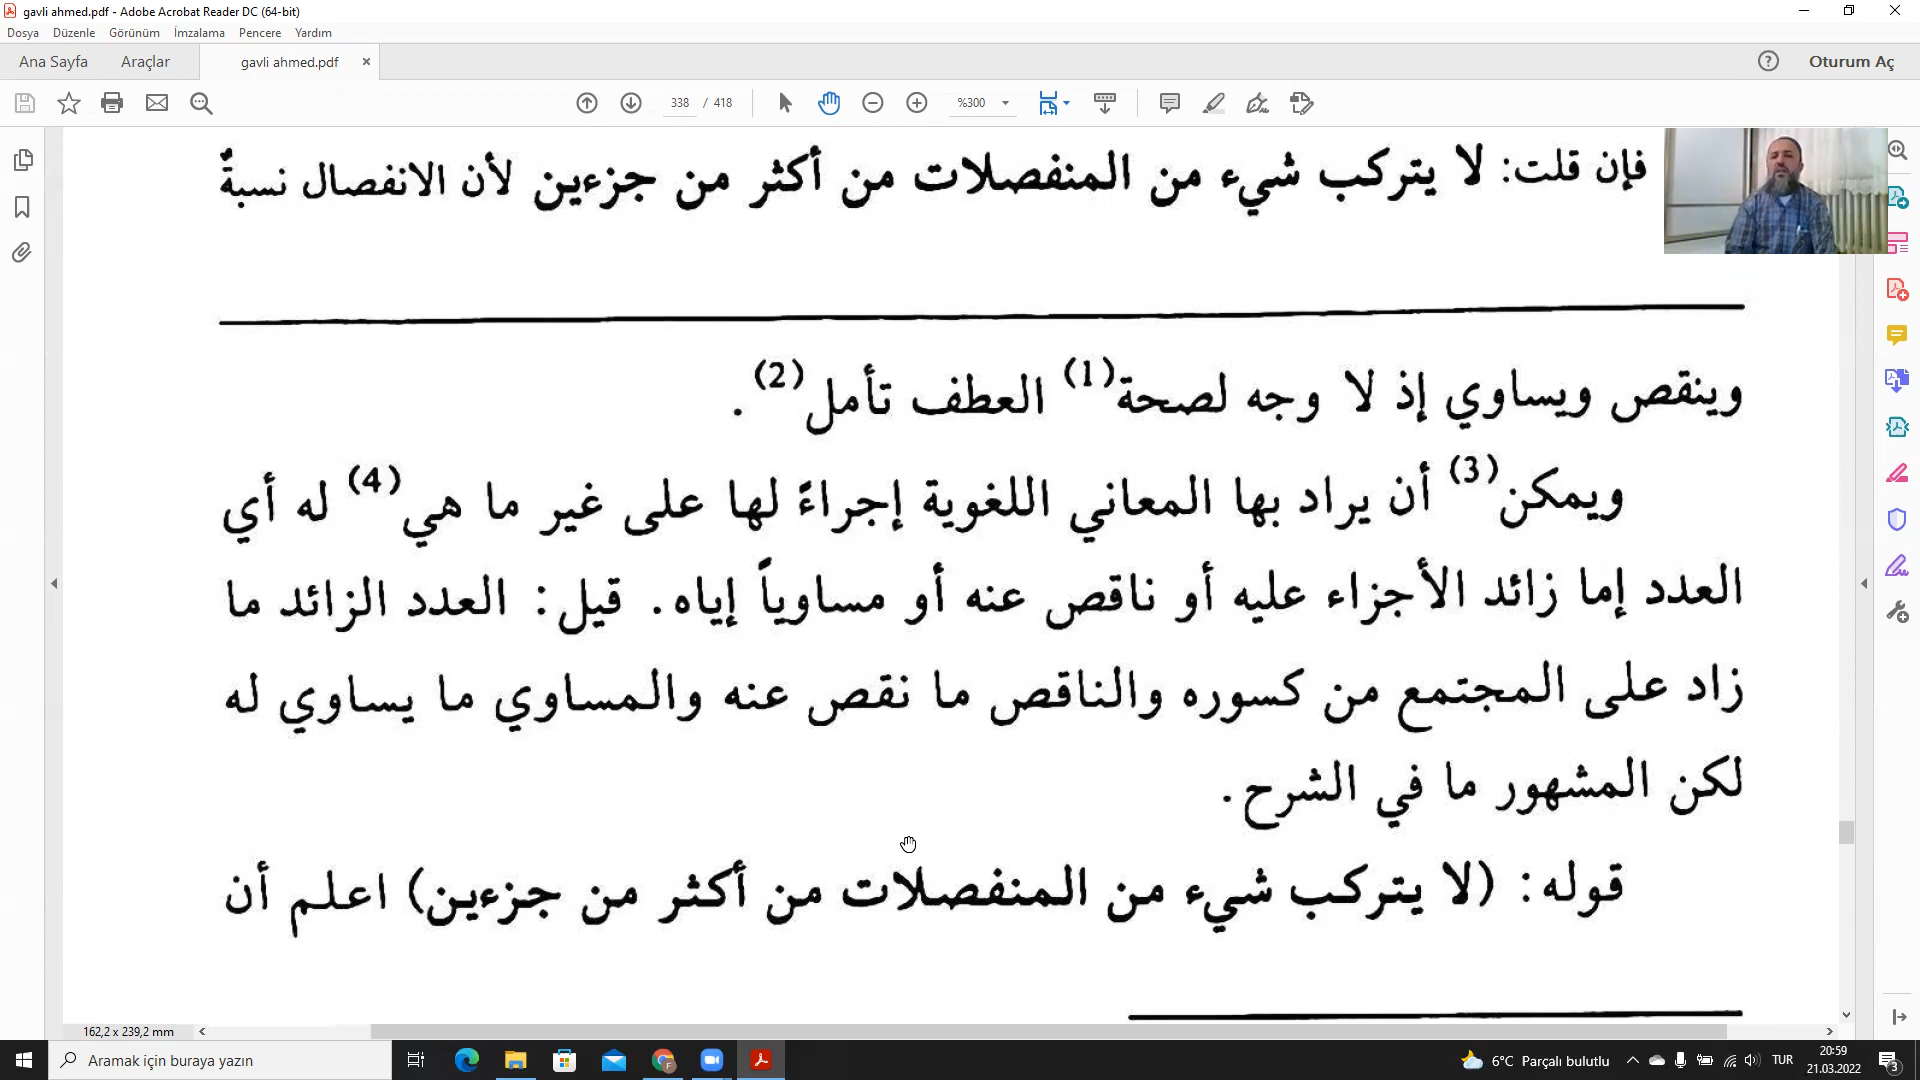 gavli ahmed.pdf - Adobe Acrobat Reader DC (64-bit)
Dosya Düzenle Görünüm İmzalama Pencere Yardım
Ana Sayfa Araçlar gavli ahmed.pdf × Oturum Aç
338 / 418 %300
فإن قلت: لا يتركب شيء من المنفصلات من أكثر من جزءين لأن الانفصال نسبةٌ
وينقص ويساوي إذ لا وجه لصحة(1) العطف تأمل(2).
ويمكن(3) أن يراد بها المعاني اللغوية إجراءً لها على غير ما هي(4) له أي
العدد إما زائد الأجزاء عليه أو ناقص عنه أو مساوياً إياه. قيل: العدد الزائد ما
زاد على المجتمع من كسوره والناقص ما نقص عنه والمساوي ما يساوي له
لكن المشهور ما في الشرح.
قوله: (لا يتركب شيء من المنفصلات من أكثر من جزءين) اعلم أن
162,2 x 239,2 mm
Aramak için buraya yazın
6°C Parçalı bulutlu
TUR
20:59
21.03.2022
3